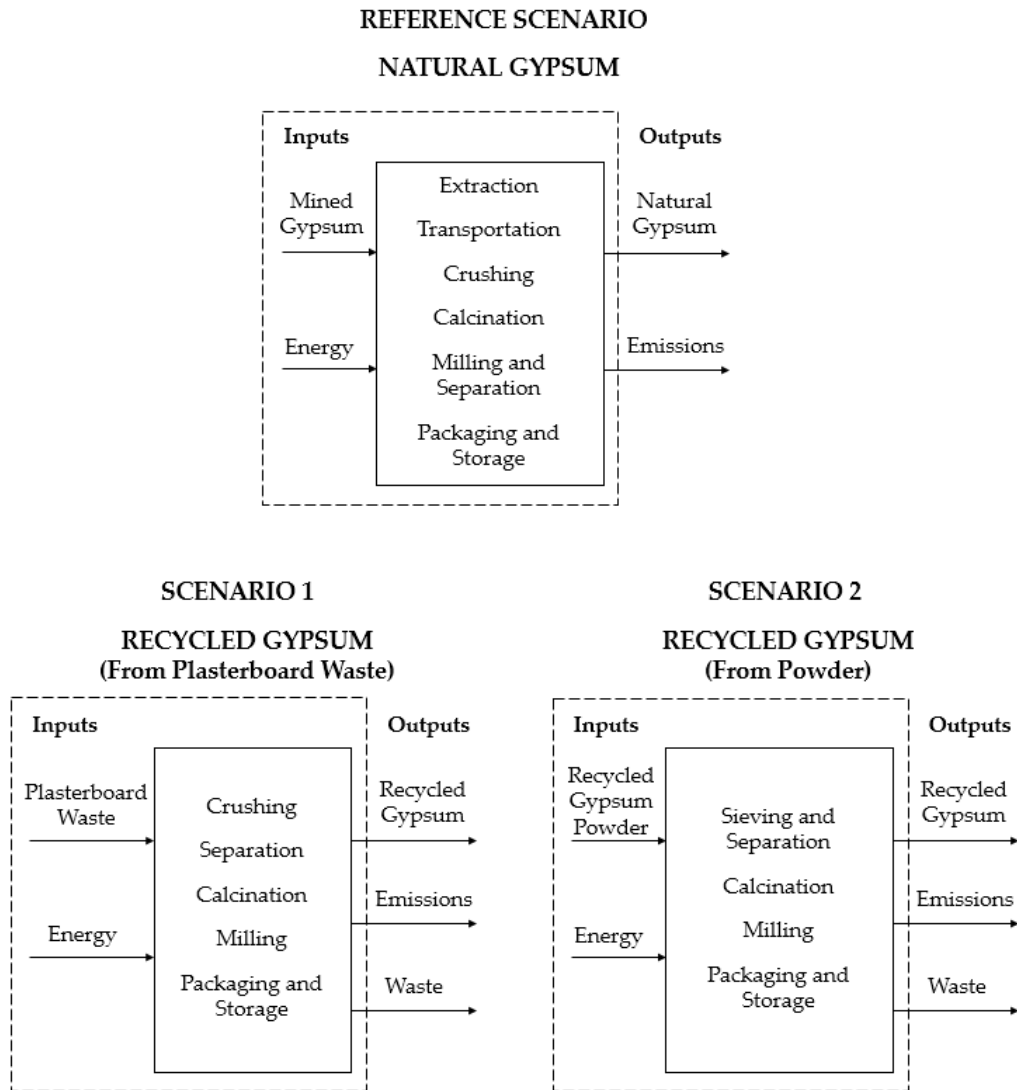 REFERENCE SCENARIO
NATURAL GYPSUM
Inputs
Outputs
Mined
Gypsum
Energy
Extraction
Transportation
Crushing
Calcination
Milling and
Separation
Packaging and
Storage
Natural
Gypsum
Emissions
SCENARIO 1
RECYCLED GYPSUM
(From Plasterboard Waste)
Inputs
Outputs
Plasterboard
Waste
Energy
Crushing
Separation
Calcination
Milling
Packaging and
Storage
Recycled
Gypsum
Emissions
Waste
SCENARIO 2
RECYCLED GYPSUM
(From Powder)
Inputs
Outputs
Recycled
Gypsum
Powder
Energy
Sieving and
Separation
Calcination
Milling
Packaging and
Storage
Recycled
Gypsum
Emissions
Waste